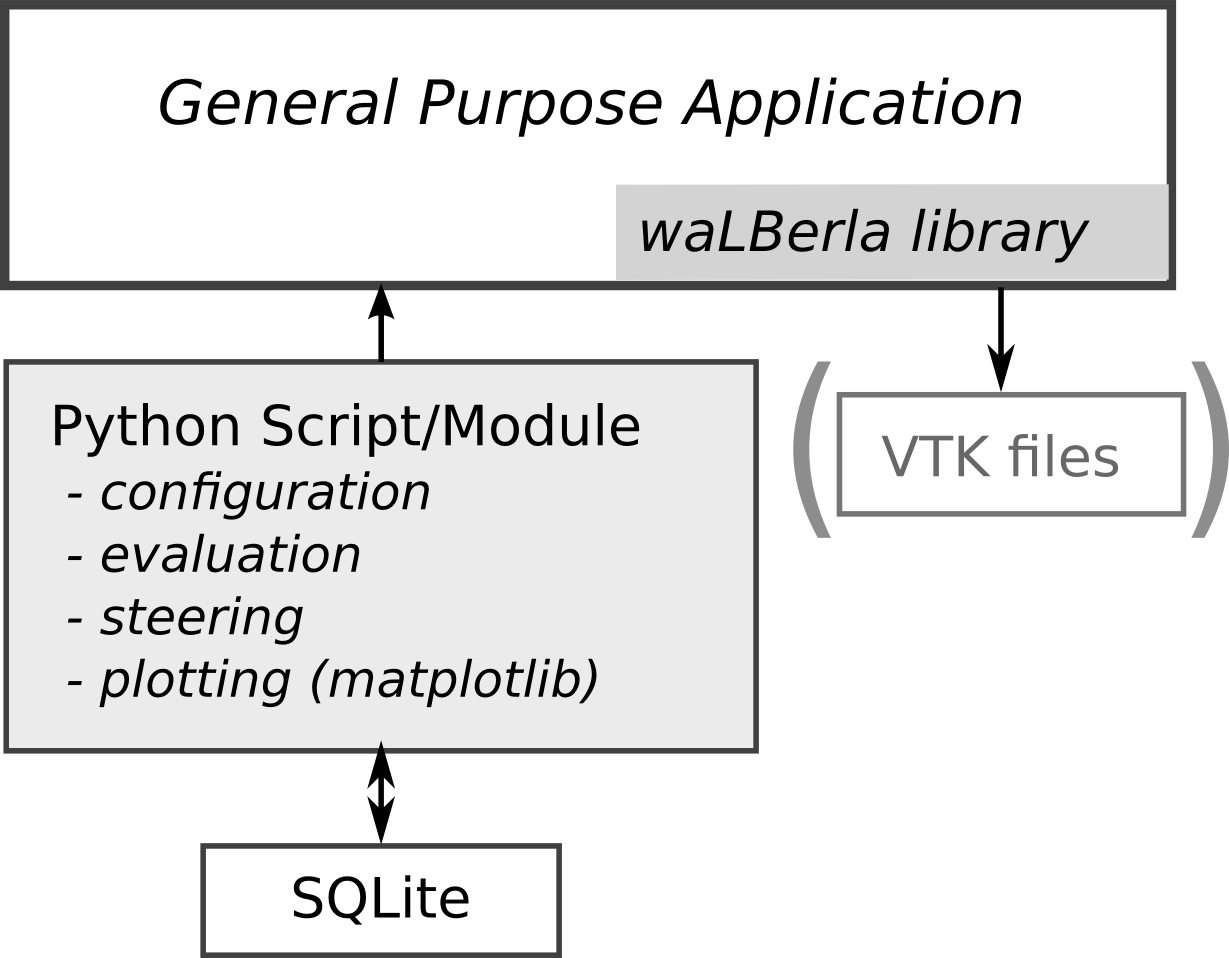 General Purpose Application
waLBerla library
Python Script/Module
- configuration
- evaluation
- steering
- plotting (matplotlib)
( VTK files )
SQLite